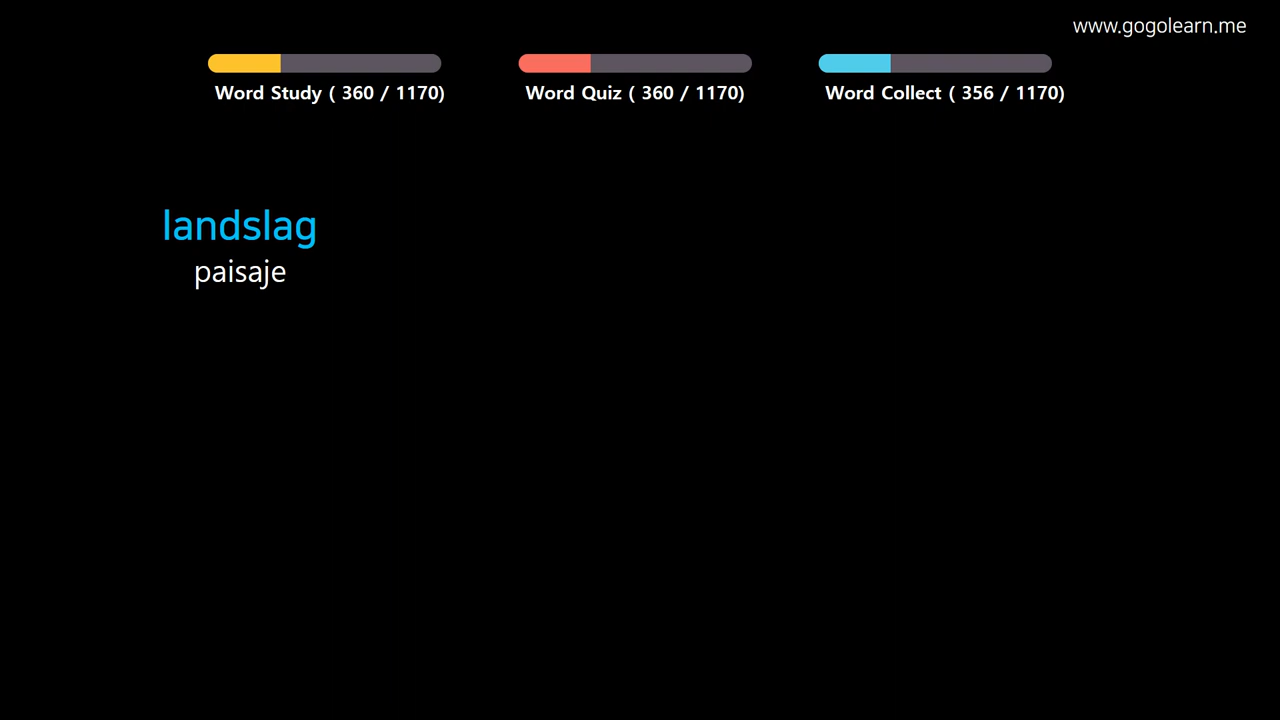 www.gogolearn.me
Word Study ( 360 / 1170)
Word Quiz ( 360 / 1170)
Word Collect ( 356 / 1170)
landslag
paisaje